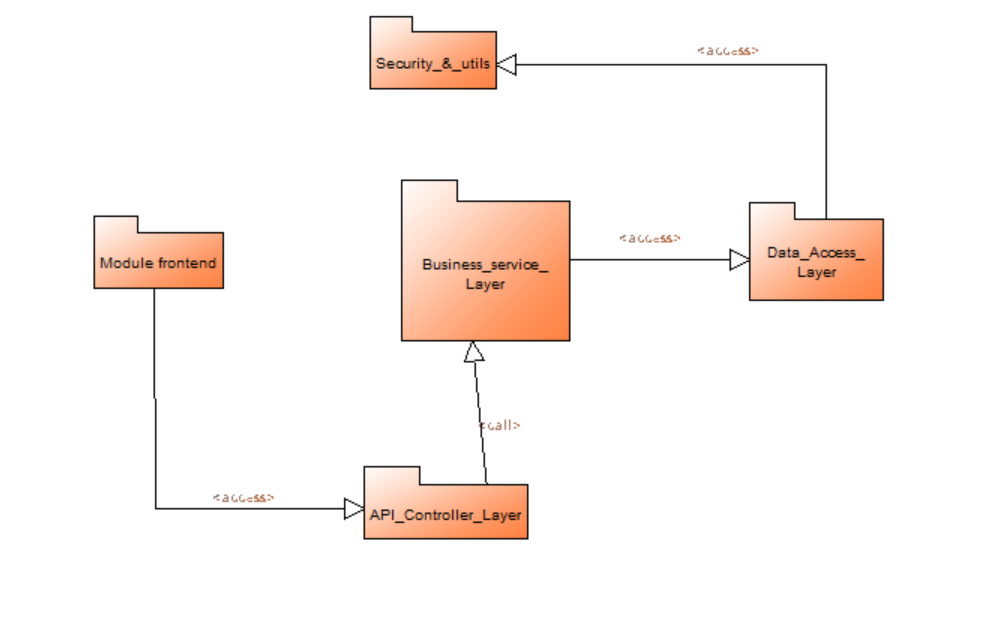 <access>
Security_&_utils
Data_Access_
Layer
<access>
Module frontend
Business_service_
Layer
<call>
<access>
API_Controller_Layer